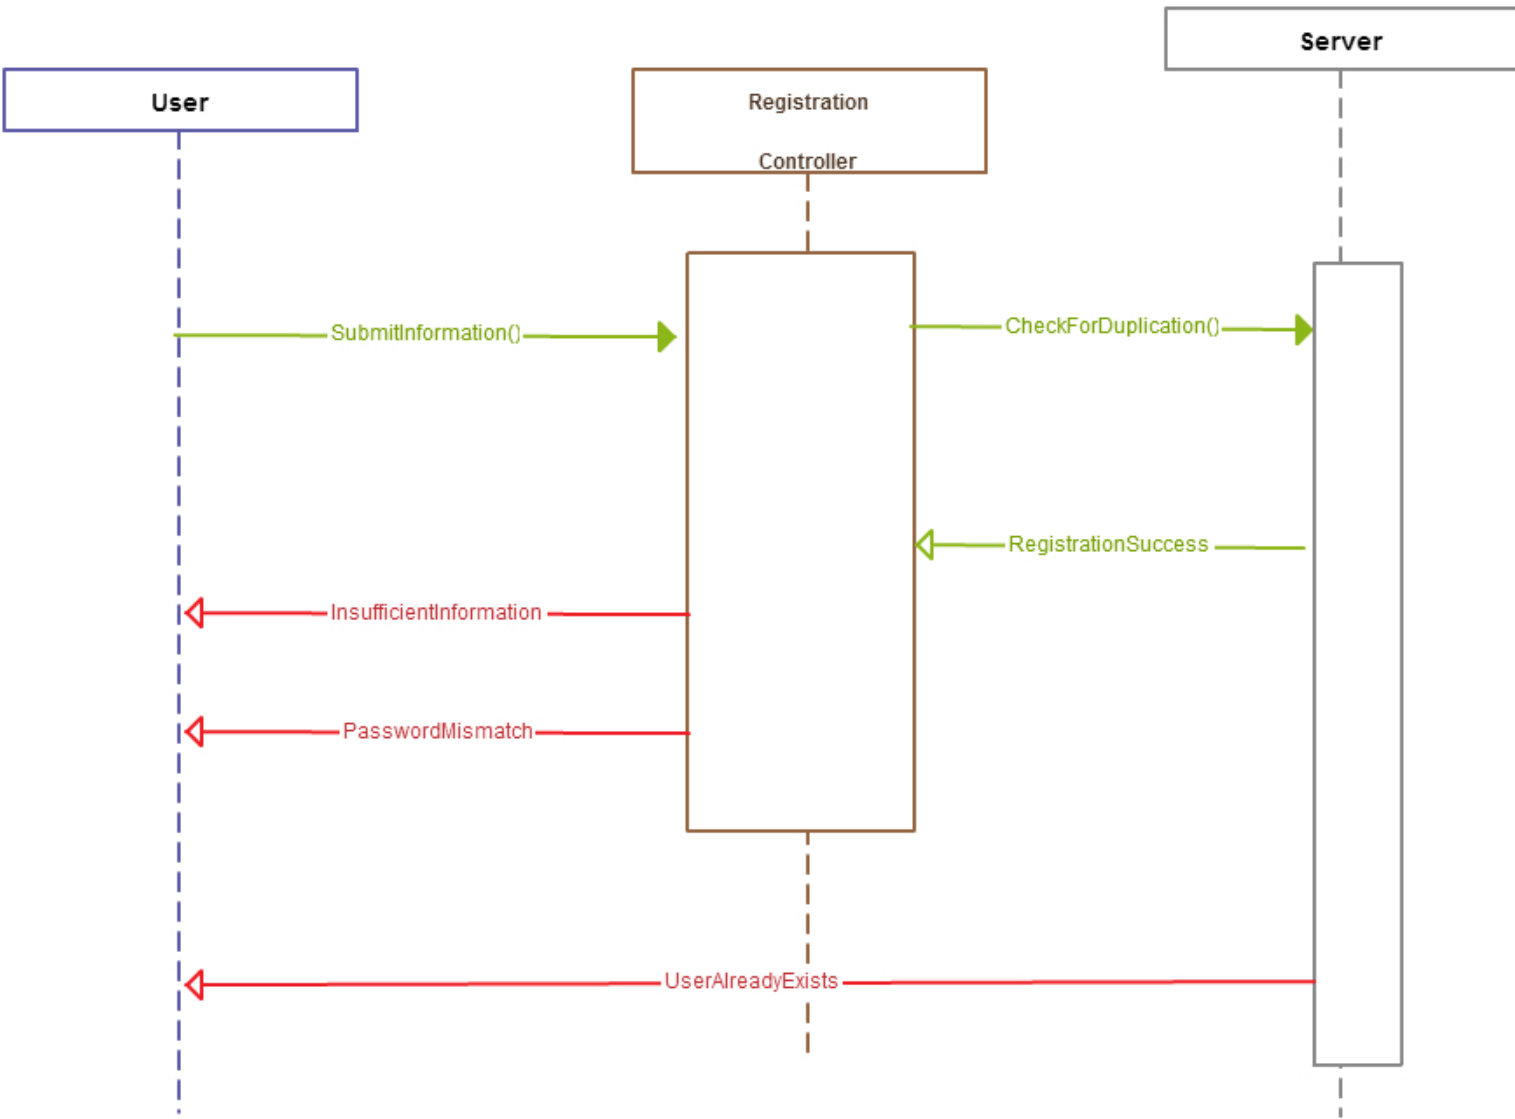 Server
User
Registration
Controller
SubmitInformation()
CheckForDuplication()
RegistrationSuccess
InsufficientInformation
PasswordMismatch
UserAlreadyExists